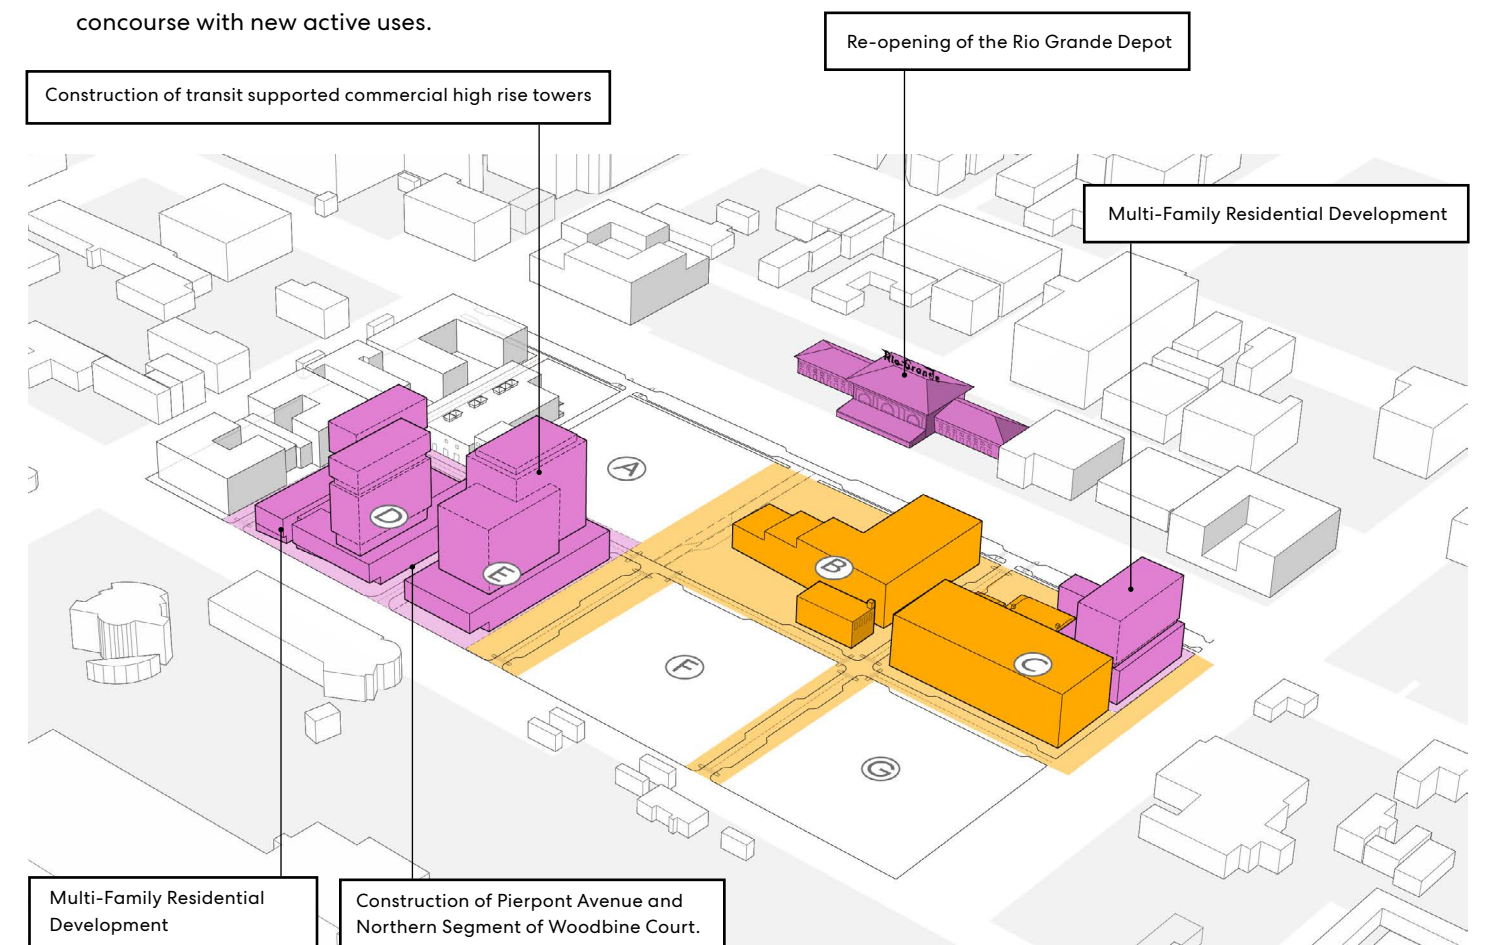 concourse with new active uses.
Re-opening of the Rio Grande Depot
Construction of transit supported commercial high rise towers
Multi-Family Residential Development
Rio Grande
A
D
E
B
F
C
G
Multi-Family Residential
Development
Construction of Pierpont Avenue and
Northern Segment of Woodbine Court.